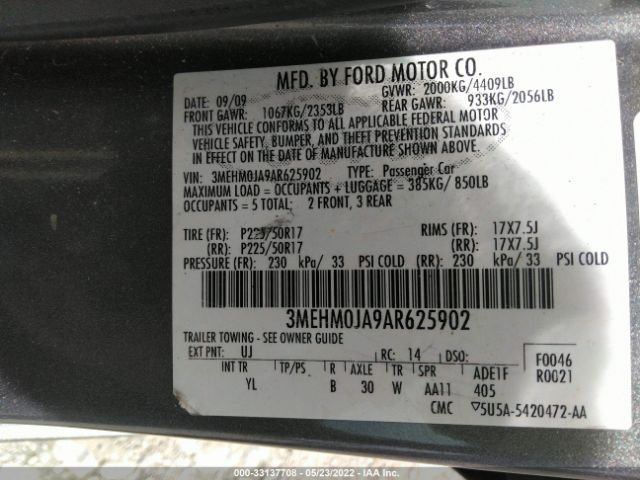 MFD. BY FORD MOTOR CO.
DATE: 09/09 GVWR: 2000KG/4409LB
FRONT GAWR: 1067KG/2353LB REAR GAWR: 933KG/2056LB
THIS VEHICLE CONFORMS TO ALL APPLICABLE FEDERAL MOTOR
VEHICLE SAFETY, BUMPER, AND THEFT PREVENTION STANDARDS
IN EFFECT ON THE DATE OF MANUFACTURE SHOWN ABOVE.
VIN: 3MEHM0JA9AR625902 TYPE: Passenger Car
MAXIMUM LOAD = OCCUPANTS + LUGGAGE = 385KG/ 850LB
OCCUPANTS = 5 TOTAL; 2 FRONT, 3 REAR
TIRE (FR): P225/50R17 RIMS (FR): 17X7.5J
(RR): P225/50R17 (RR): 17X7.5J
PRESSURE (FR): 230 kPa/ 33 PSI COLD (RR): 230 kPa/ 33 PSI COLD
3MEHM0JA9AR625902
TRAILER TOWING - SEE OWNER GUIDE
EXT PNT: UJ RC: 14 DSO: F0046
INT TR TP/PS R AXLE TR SPR ADE1F R0021
YL B 30 W AA11 405
CMC ▽5U5A-5420472-AA
000-33137708 - 05/23/2022 - IAA Inc.